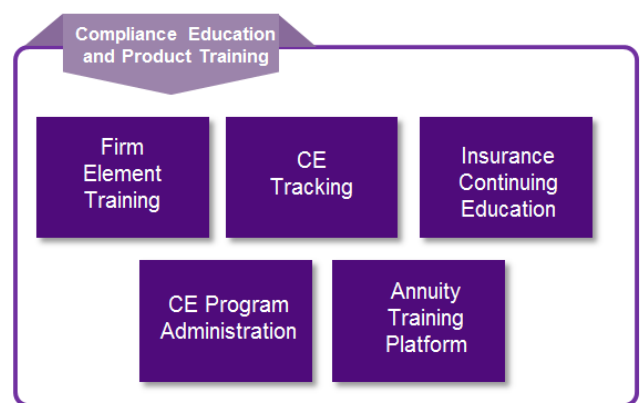 Compliance Education
and Product Training
Firm
Element
Training
CE
Tracking
Insurance
Continuing
Education
CE Program
Administration
Annuity
Training
Platform